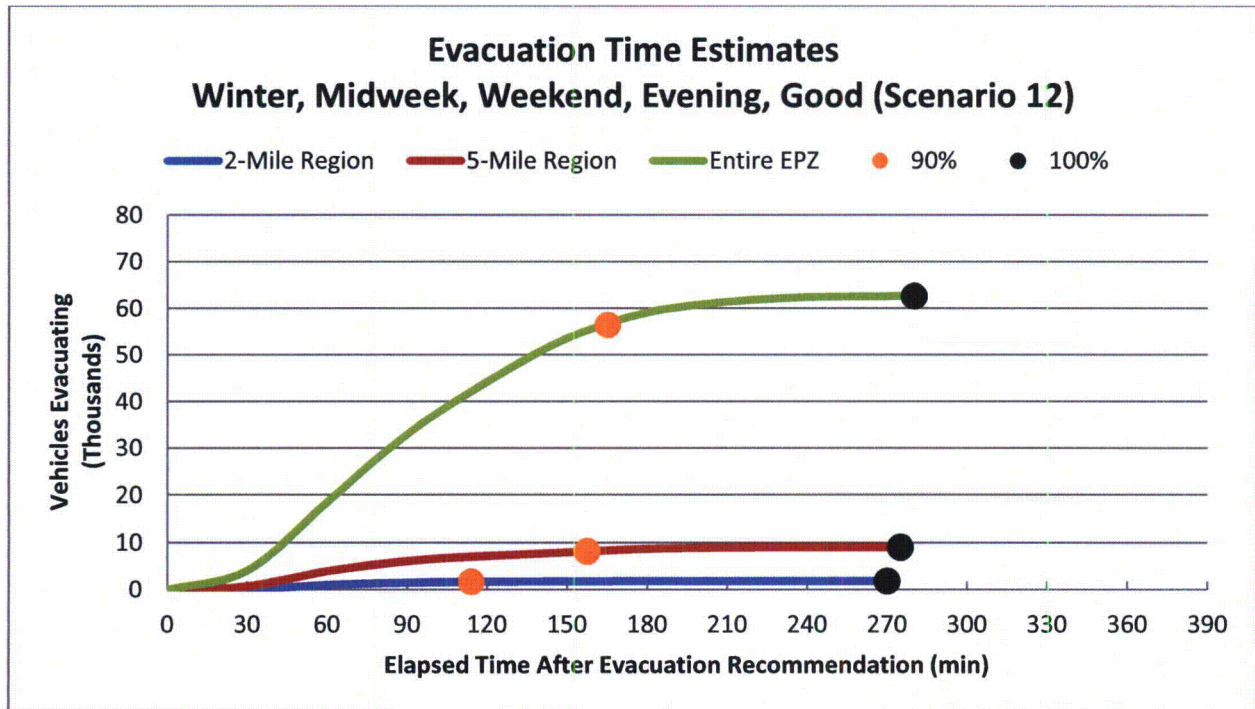 Evacuation Time Estimates
Winter, Midweek, Weekend, Evening, Good (Scenario 12)
2-Mile Region 5-Mile Region Entire EPZ 90% 100%
80
70
60
50
40
30
20
10
0
Vehicles Evacuating
(Thousands)
0 30 60 90 120 150 180 210 240 270 300 330 360 390
Elapsed Time After Evacuation Recommendation (min)